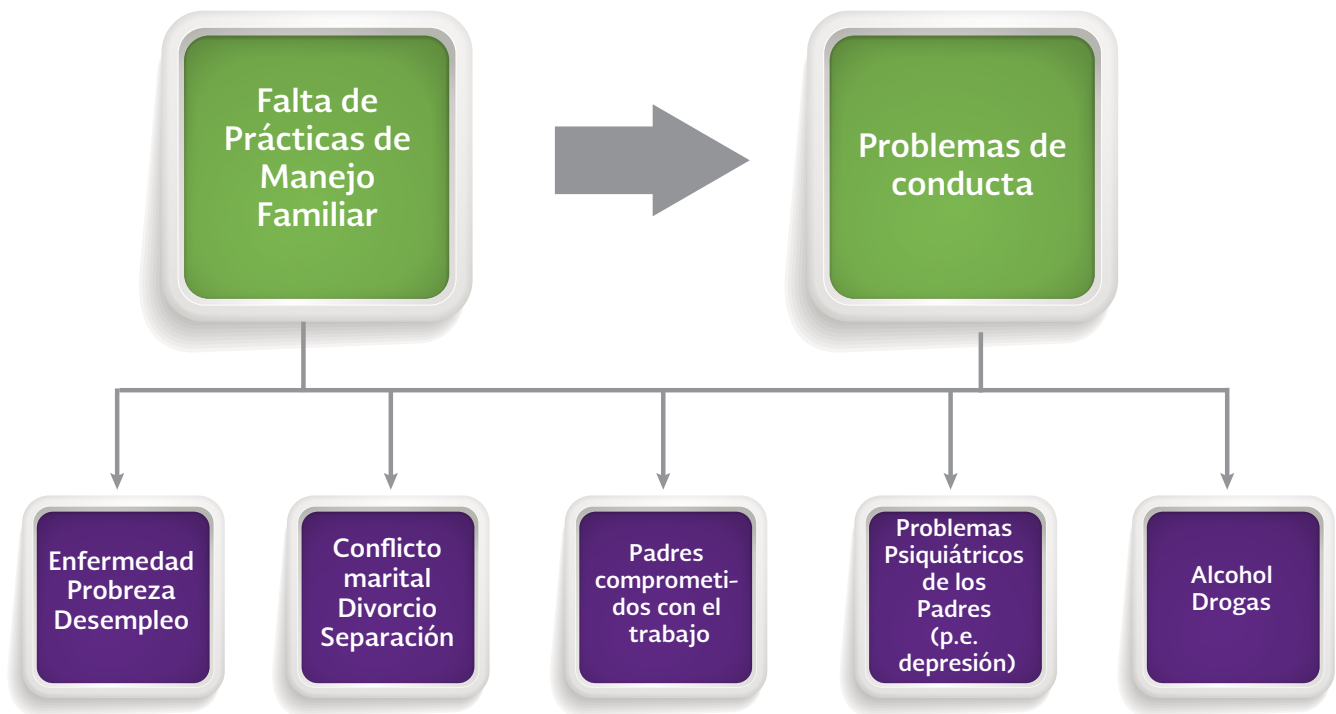 Falta de
Prácticas de
Manejo
Familiar
Problemas de
conducta
Enfermedad
Probreza
Desempleo
Conflicto
marital
Divorcio
Separación
Padres
comprometi-
dos con el
trabajo
Problemas
Psiquiátricos
de los
Padres
(p.e.
depresión)
Alcohol
Drogas